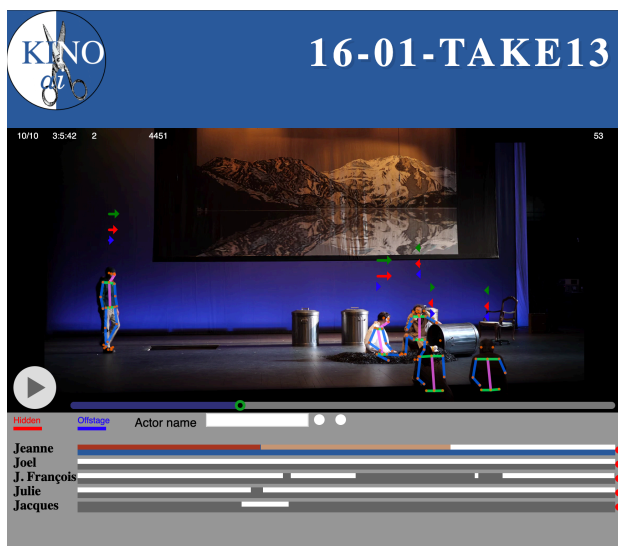 KINO
ai
16-01-TAKE13
10/10 3:5:42 2 4451 53
Hidden Offstage Actor name
Jeanne
Joel
J. François
Julie
Jacques